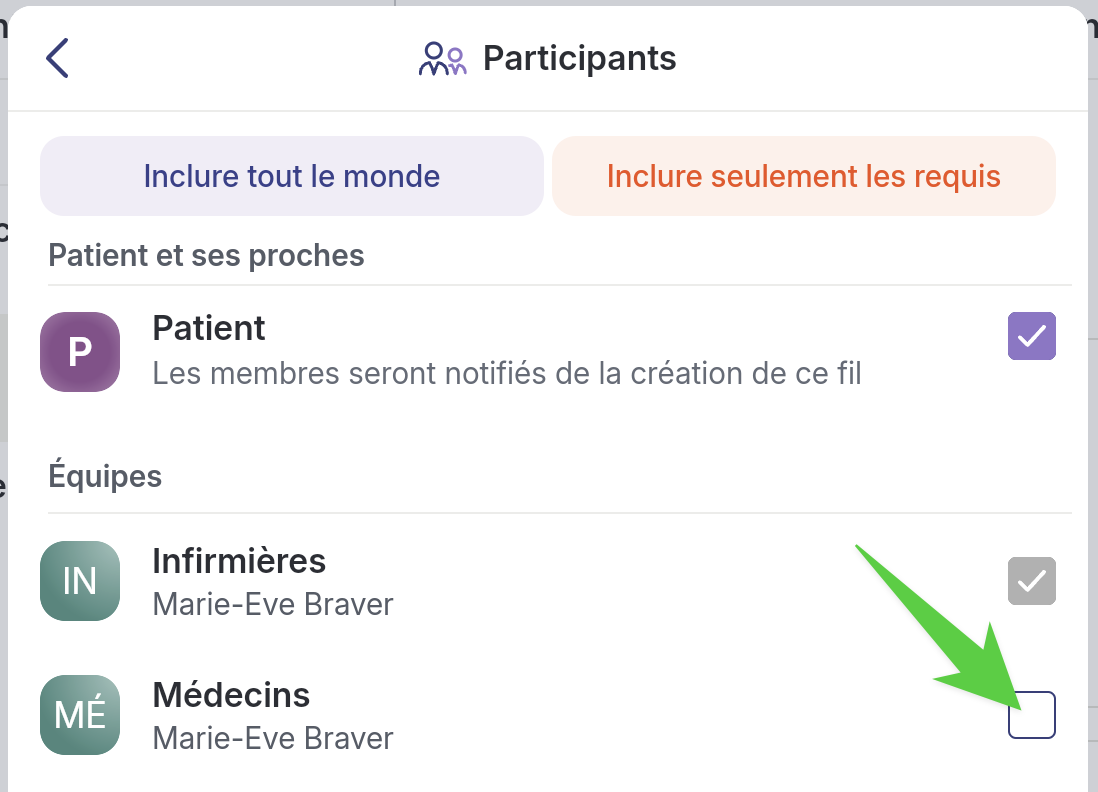 Participants
Inclure tout le monde
Inclure seulement les requis
Patient et ses proches
P
Patient
Les membres seront notifiés de la création de ce fil
Équipes
IN
Infirmières
Marie-Eve Braver
MÉ
Médecins
Marie-Eve Braver